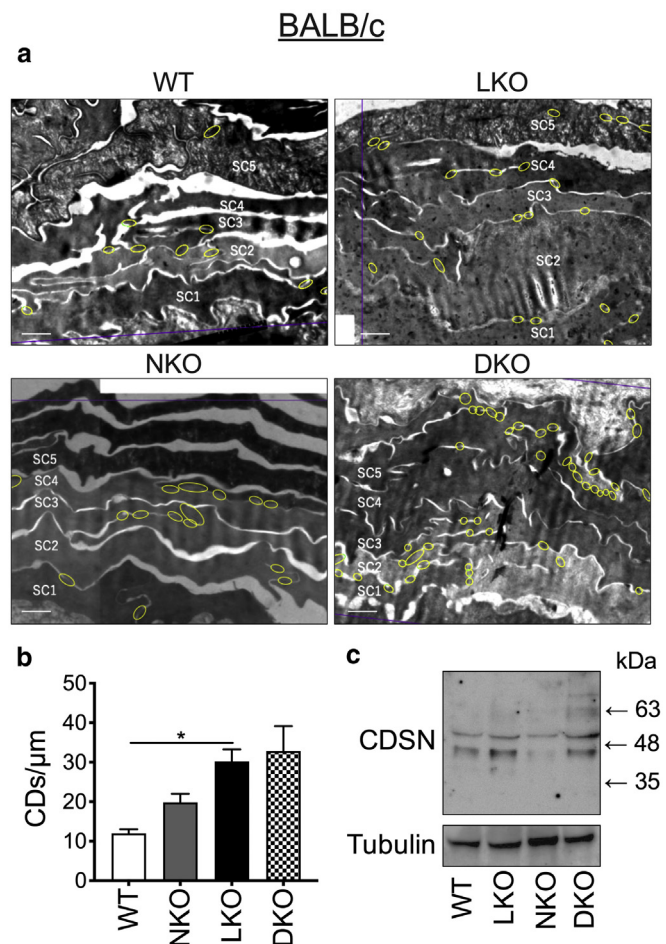 BALB/c
a
WT
SC5
SC4
SC3
SC2
SC1
LKO
SC5
SC4
SC3
SC2
SC1
NKO
SC5
SC4
SC3
SC2
SC1
DKO
SC5
SC4
SC3
SC2
SC1
b
CDs/μm
50
40
30
20
10
0
*
WT
NKO
LKO
DKO
c
kDa
CDSN
← 63
← 48
← 35
Tubulin
WT
LKO
NKO
DKO